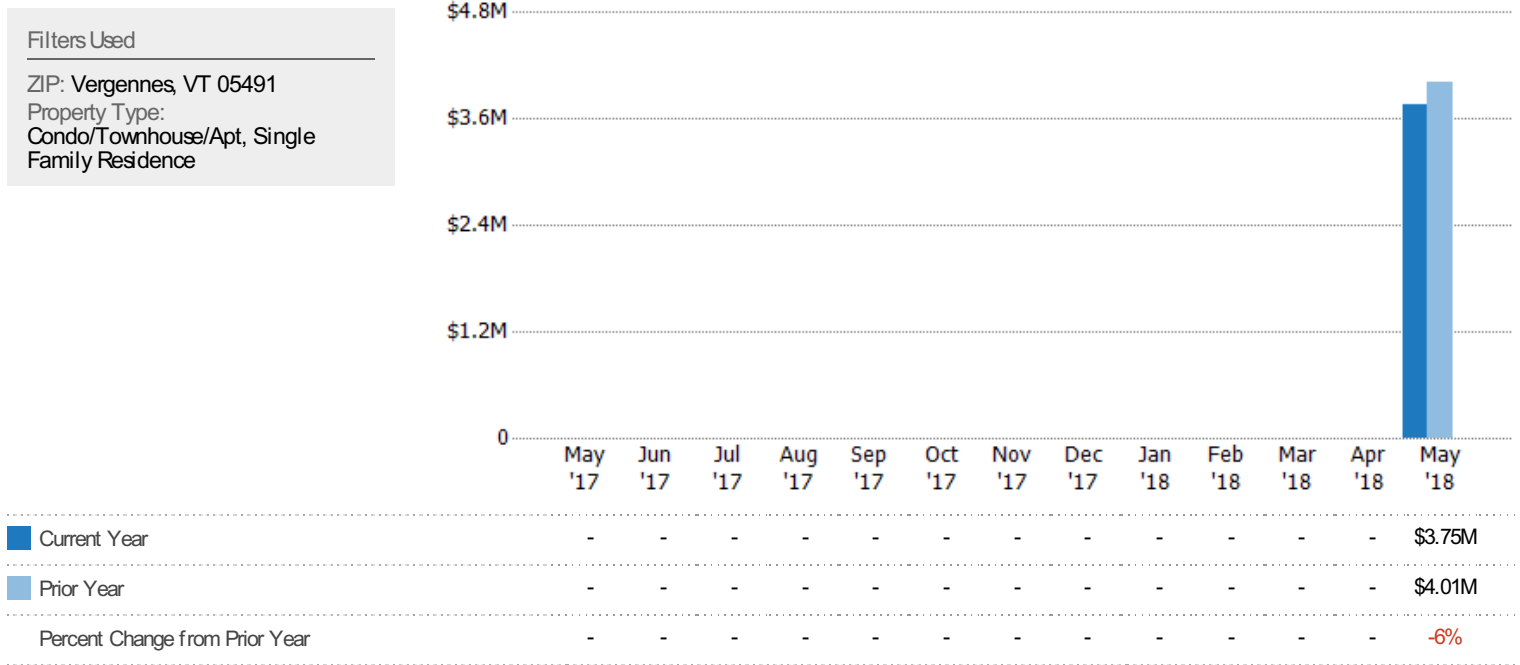 Filters Used
ZIP: Vergennes, VT 05491
Property Type:
Condo/Townhouse/Apt, Single
Family Residence
$4.8M
$3.6M
$2.4M
$1.2M
0
May Jun Jul Aug Sep Oct Nov Dec Jan Feb Mar Apr May
'17 '17 '17 '17 '17 '17 '17 '17 '18 '18 '18 '18 '18
Current Year - - - - - - - - - - - - $3.75M
Prior Year - - - - - - - - - - - - $4.01M
Percent Change from Prior Year - - - - - - - - - - - - -6%